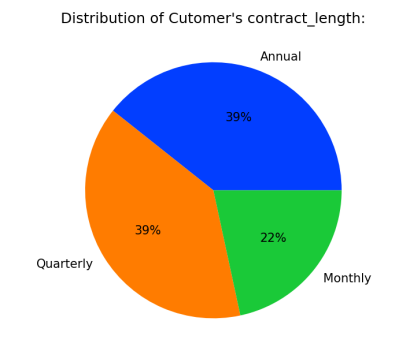 Distribution of Cutomer's contract_length:
Annual
39%
39%
22%
Quarterly
Monthly